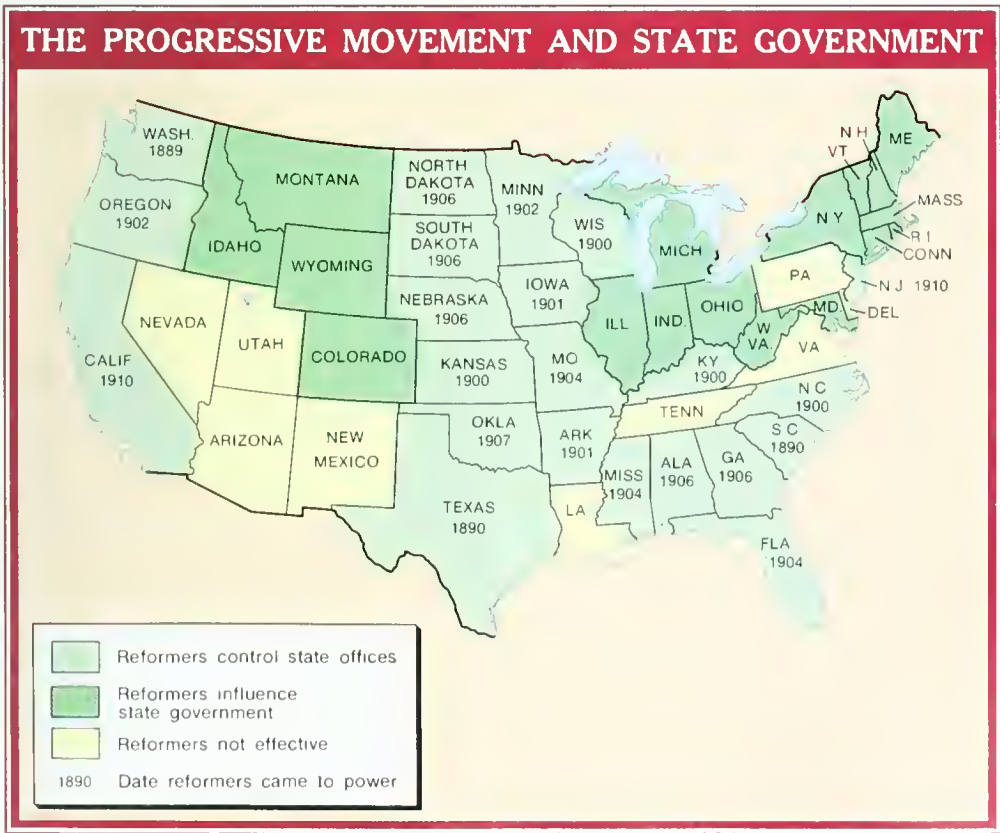 THE PROGRESSIVE MOVEMENT AND STATE GOVERNMENT
WASH.
1889
OREGON
1902
CALIF
1910
NEVADA
IDAHO
MONTANA
WYOMING
UTAH
COLORADO
ARIZONA
NEW
MEXICO
NORTH
DAKOTA
1906
SOUTH
DAKOTA
1906
NEBRASKA
1906
KANSAS
1900
OKLA
1907
TEXAS
1890
MINN
1902
IOWA
1901
MO
1904
ARK
1901
LA
WIS
1900
ILL
MICH
IND.
OHIO
KY
1900
TENN
MISS
1904
ALA
1906
GA
1906
FLA
1904
S C
1890
N C
1900
VA
W.
VA.
MD.
DEL
PA
N J 1910
N Y
CONN
R I
MASS
VT
N H
ME
Reformers control state offices
Reformers influence
state government
Reformers not effective
1890 Date reformers came to power